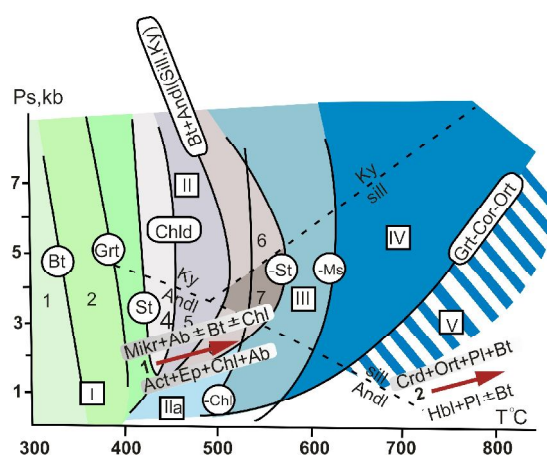 Bt+Andl(Sill,Ky)
Ps,kb
7
5
3
1
II
Chld
Bt
Grt
St
Ky
Andl
Ky
sill
6
7
-St
-Ms
III
IV
Grt-Cor-Ort
V
1
2
4
5
Mikr+Ab±Bt±Chl
1
Act+Ep+Chl+Ab
I
IIa
-Chl
sill
Andl
Crd+Ort+Pl+Bt
2
Hbl+Pl±Bt
T°C
300
400
500
600
700
800